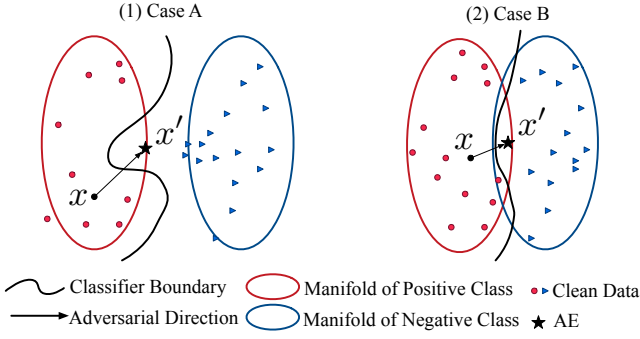 (1) Case A
(2) Case B
x
x′
x
x′
Classifier Boundary
Manifold of Positive Class
Clean Data
Adversarial Direction
Manifold of Negative Class
AE